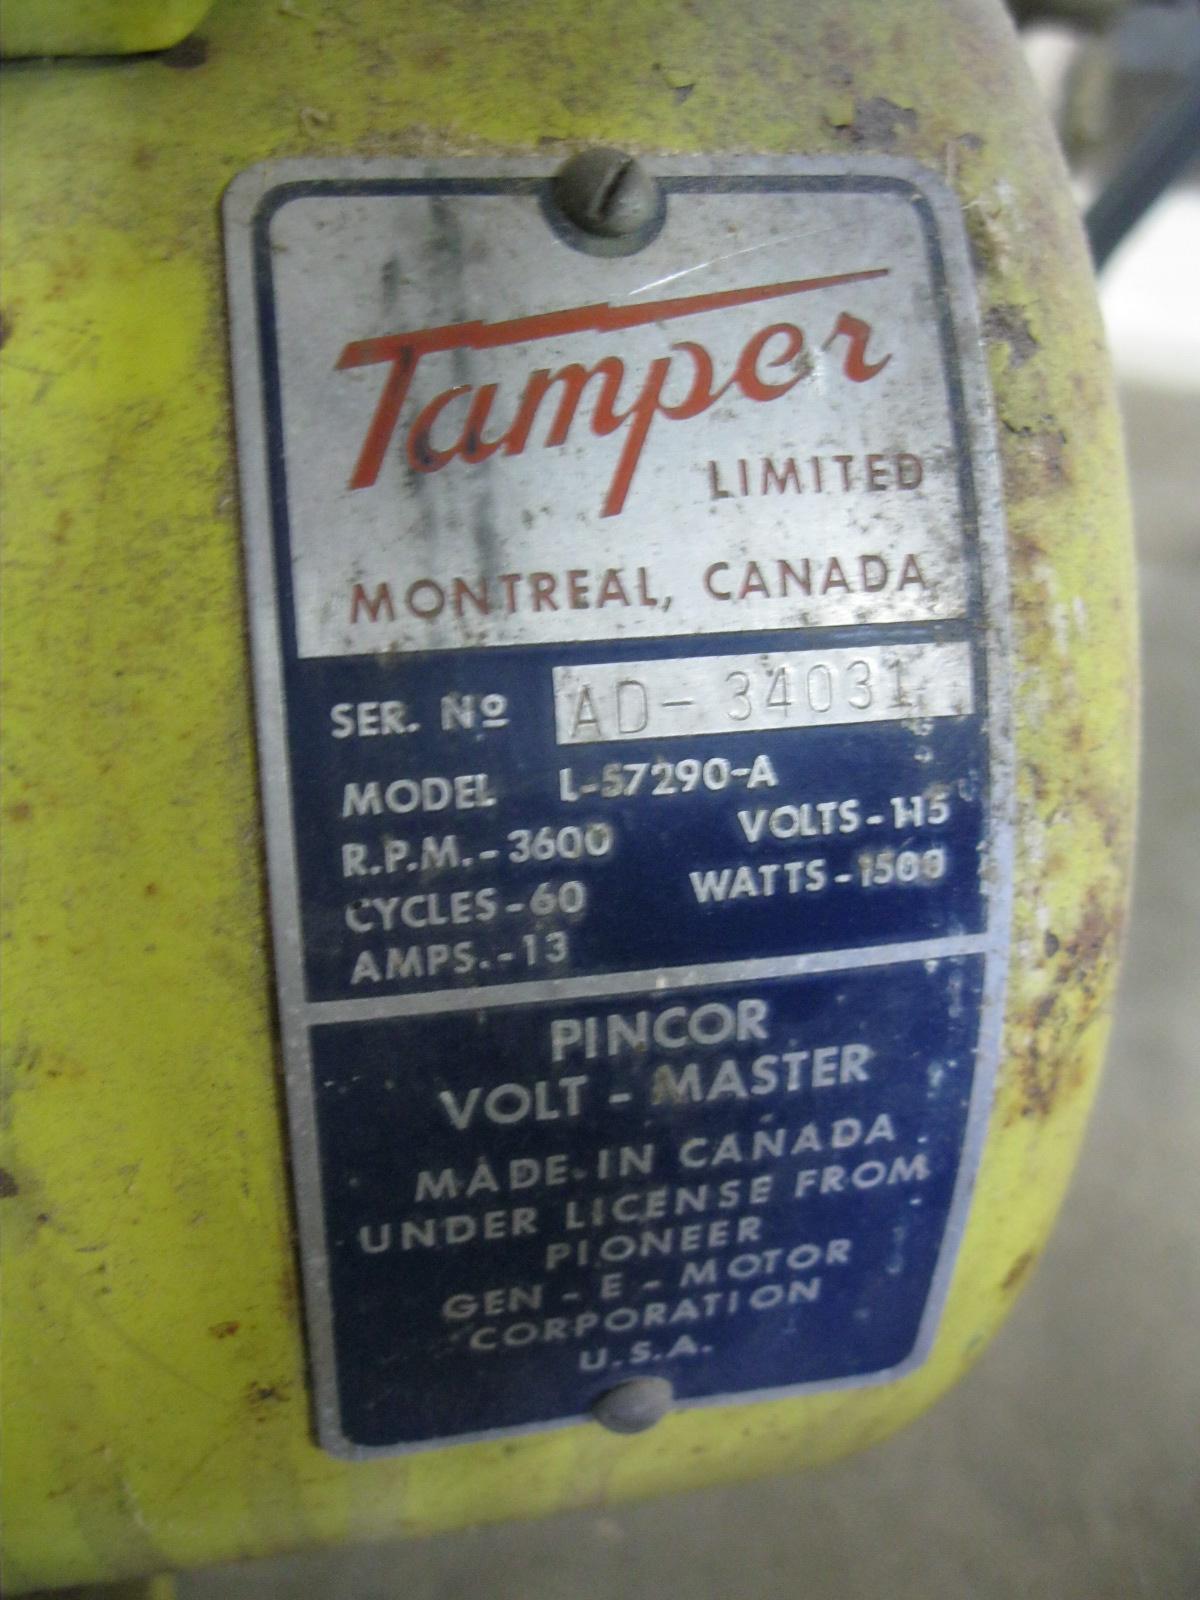 Tamper
LIMITED
MONTREAL, CANADA
SER. Nº AD-34031
MODEL L-57290-A
R.P.M.-3600 VOLTS-115
CYCLES-60 WATTS-1500
AMPS.-13
PINCOR
VOLT-MASTER
MADE IN CANADA
UNDER LICENSE FROM
PIONEER
GEN-E-MOTOR
CORPORATION
U.S.A.